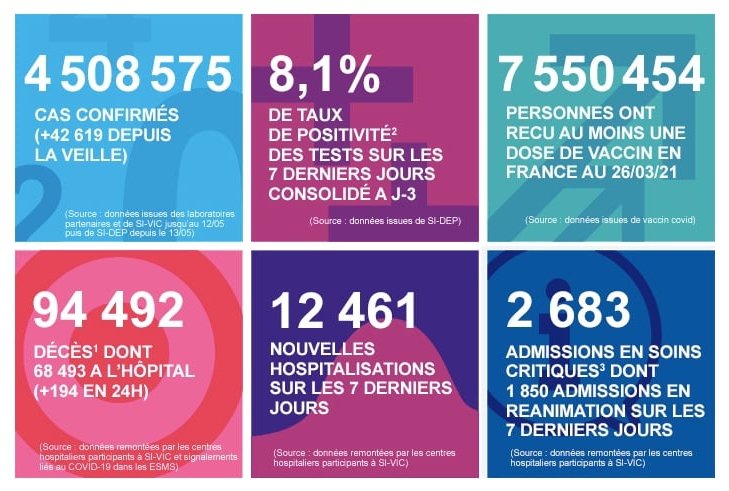 4 508 575
CAS CONFIRMÉS
(+42 619 DEPUIS
LA VEILLE)
(Source : données issues des laboratoires
partenaires et de SI-VIC jusqu'au 12/05
puis de SI-DEP depuis le 13/05)
8,1%
DE TAUX
DE POSITIVITÉ²
DES TESTS SUR LES
7 DERNIERS JOURS
CONSOLIDÉ A J-3
(Source : données issues de SI-DEP)
7 550 454
PERSONNES ONT
RECU AU MOINS UNE
DOSE DE VACCIN EN
FRANCE AU 26/03/21
(Source : données issues de vaccin covid)
94 492
DÉCÈS¹ DONT
68 493 A L'HÔPITAL
(+194 EN 24H)
(Source : données remontées par les centres
hospitaliers participants à SI-VIC et signalements
liés au COVID-19 dans les ESMS)
12 461
NOUVELLES
HOSPITALISATIONS
SUR LES 7 DERNIERS
JOURS
(Source : données remontées par les centres
hospitaliers participants à SI-VIC)
2 683
ADMISSIONS EN SOINS
CRITIQUES³ DONT
1 850 ADMISSIONS EN
REANIMATION SUR LES
7 DERNIERS JOURS
(Source : données remontées par les centres
hospitaliers participants à SI-VIC)